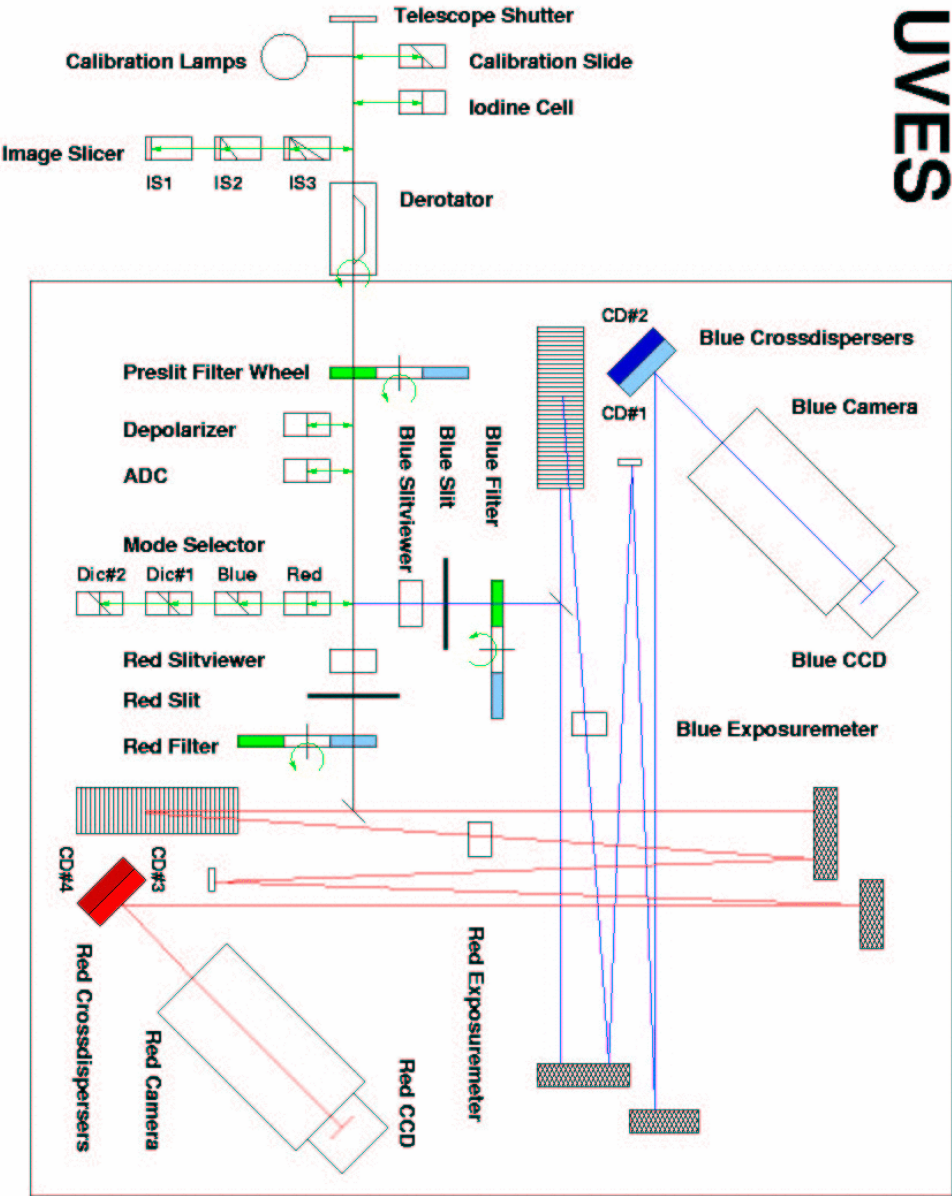 UVES
Telescope Shutter
Calibration Lamps
Calibration Slide
Iodine Cell
Image Slicer
IS1
IS2
IS3
Derotator
CD#2
Blue Crossdispersers
CD#1
Blue Camera
Preslit Filter Wheel
Depolarizer
ADC
Blue Slitviewer
Blue Slit
Blue Filter
Mode Selector
Dic#2
Dic#1
Blue
Red
Blue CCD
Red Slitviewer
Red Slit
Red Filter
Blue Exposuremeter
CD#4
CD#3
Red Crossdispersers
Red Camera
Red CCD
Red Exposuremeter